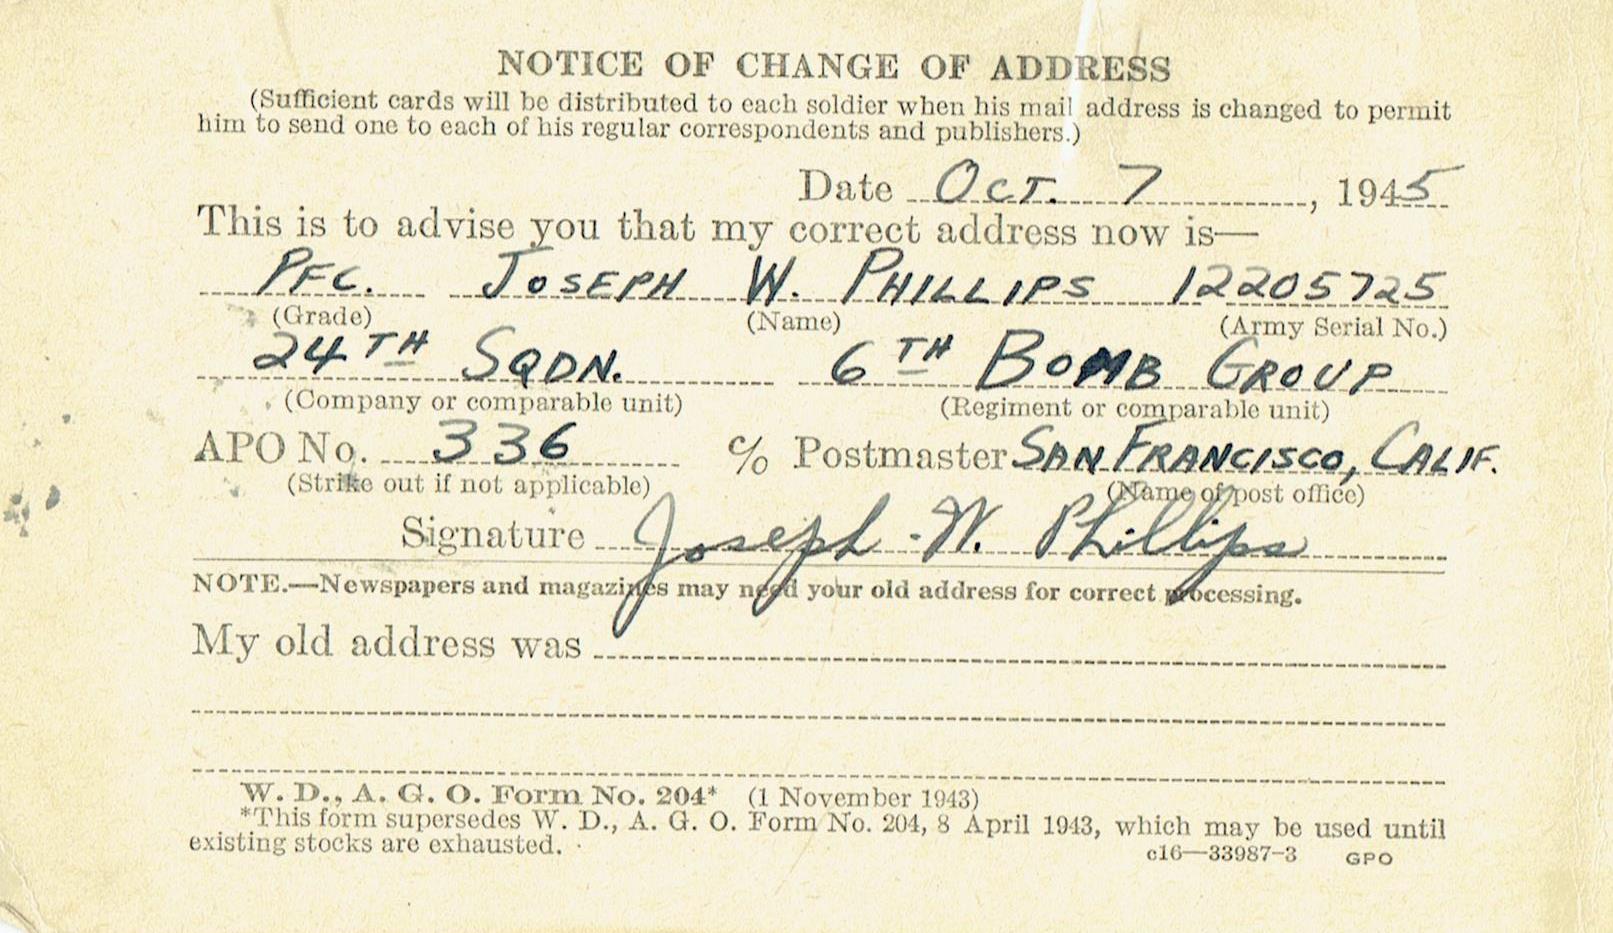 NOTICE OF CHANGE OF ADDRESS
(Sufficient cards will be distributed to each soldier when his mail address is changed to permit
him to send one to each of his regular correspondents and publishers.)
Date Oct. 7, 1945
This is to advise you that my correct address now is—
PFC. JOSEPH W. PHILLIPS 12205725
(Grade) (Name) (Army Serial No.)
24TH SQDN. 6TH BOMB GROUP
(Company or comparable unit) (Regiment or comparable unit)
APO No. 336 c/o Postmaster SAN FRANCISCO, CALIF.
(Strike out if not applicable) (Name of post office)
Signature Joseph W. Phillips
NOTE.—Newspapers and magazines may need your old address for correct processing.
My old address was
W. D., A. G. O. Form No. 204* (1 November 1943)
*This form supersedes W. D., A. G. O. Form No. 204, 8 April 1943, which may be used until
existing stocks are exhausted.
c16—33987-3 GPO